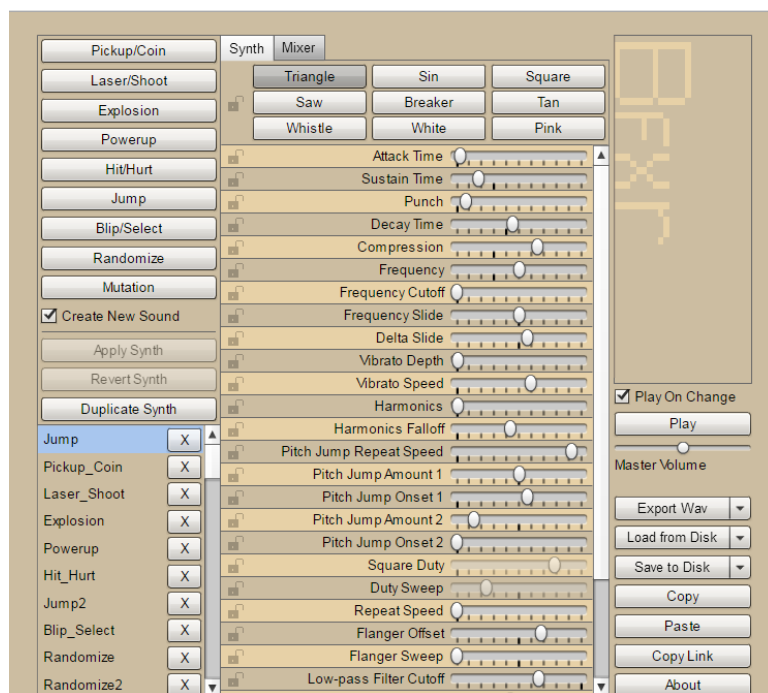 Pickup/Coin
Laser/Shoot
Explosion
Powerup
Hit/Hurt
Jump
Blip/Select
Randomize
Mutation
Create New Sound
Apply Synth
Revert Synth
Duplicate Synth
Jump X
Pickup_Coin X
Laser_Shoot X
Explosion X
Powerup X
Hit_Hurt X
Jump2 X
Blip_Select X
Randomize X
Randomize2 X
Synth Mixer
Triangle Sin Square
Saw Breaker Tan
Whistle White Pink
Attack Time
Sustain Time
Punch
Decay Time
Compression
Frequency
Frequency Cutoff
Frequency Slide
Delta Slide
Vibrato Depth
Vibrato Speed
Harmonics
Harmonics Falloff
Pitch Jump Repeat Speed
Pitch Jump Amount 1
Pitch Jump Onset 1
Pitch Jump Amount 2
Pitch Jump Onset 2
Square Duty
Duty Sweep
Repeat Speed
Flanger Offset
Flanger Sweep
Low-pass Filter Cutoff
Bfxr
Play On Change
Play
Master Volume
Export Wav
Load from Disk
Save to Disk
Copy
Paste
Copy Link
About